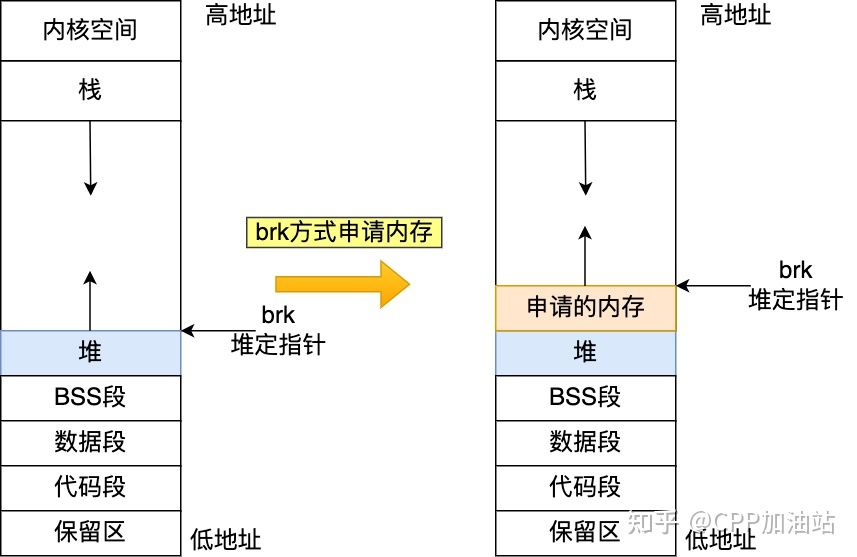 内核空间
高地址
栈
brk
堆定指针
堆
BSS段
数据段
代码段
保留区
低地址
brk方式申请内存
内核空间
高地址
栈
brk
堆定指针
申请的内存
堆
BSS段
数据段
代码段
保留区
低地址
知乎 @CPP加油站